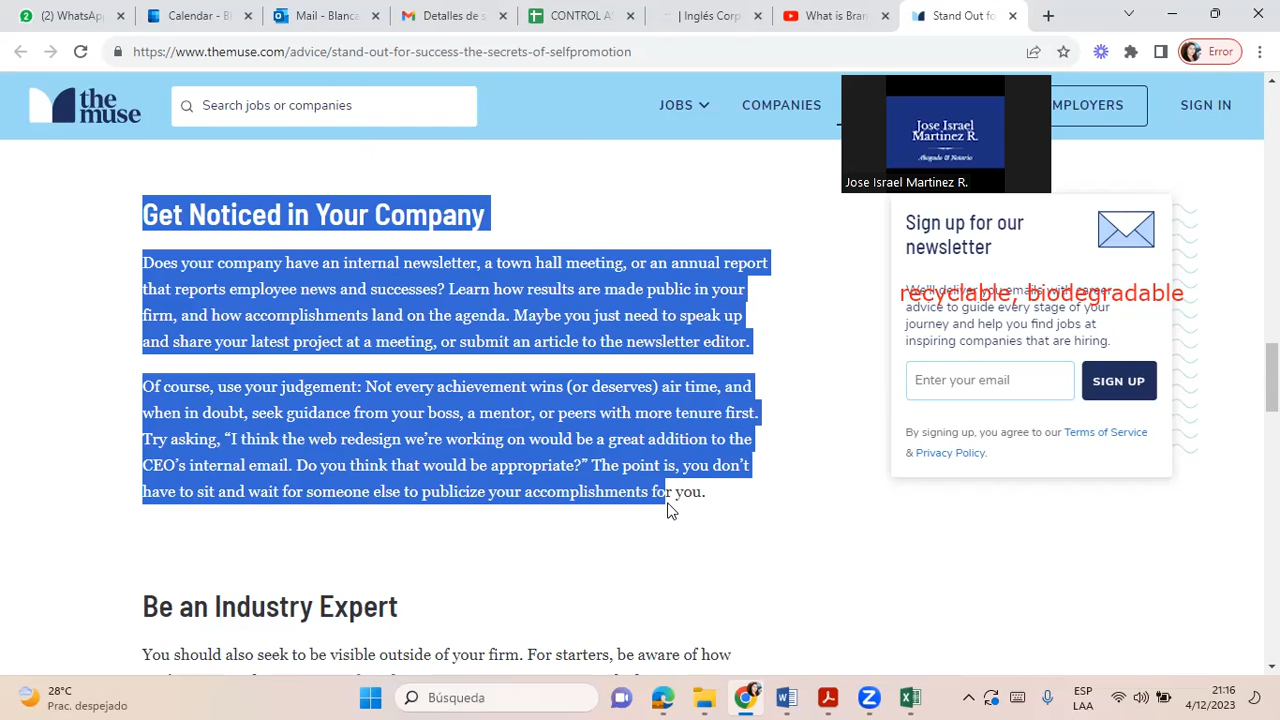 (2) WhatsAp
Calendar - B
Mail - Blanca
Detalles de s
CONTROL A
Inglés Corp
What is Bran
Stand Out fo
https://www.themuse.com/advice/stand-out-for-success-the-secrets-of-selfpromotion
Error
the muse
Search jobs or companies
JOBS
COMPANIES
MPLOYERS
SIGN IN
Jose Israel
Martinez R.
Abogado & Notario
Jose Israel Martinez R.
Get Noticed in Your Company
Does your company have an internal newsletter, a town hall meeting, or an annual report
that reports employee news and successes? Learn how results are made public in your
firm, and how accomplishments land on the agenda. Maybe you just need to speak up
and share your latest project at a meeting, or submit an article to the newsletter editor.
Of course, use your judgement: Not every achievement wins (or deserves) air time, and
when in doubt, seek guidance from your boss, a mentor, or peers with more tenure first.
Try asking, “I think the web redesign we’re working on would be a great addition to the
CEO’s internal email. Do you think that would be appropriate?” The point is, you don’t
have to sit and wait for someone else to publicize your accomplishments for you.
Be an Industry Expert
You should also seek to be visible outside of your firm. For starters, be aware of how
Sign up for our
newsletter
recyclable, biodegradable
We'll deliver you emails with career
advice to guide every stage of your
journey and help you find jobs at
inspiring companies that are hiring.
Enter your email
SIGN UP
By signing up, you agree to our Terms of Service
& Privacy Policy.
28°C
Prac. despejado
Búsqueda
ESP
LAA
21:16
4/12/2023